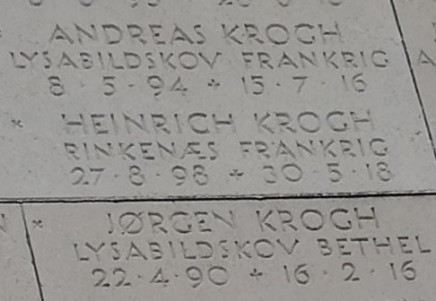 ANDREAS KROGH
LYSABILDSKOV FRANKRIG
8 · 5 · 94 + 15 · 7 · 16
* HEINRICH KROGH
RINKENÆS FRANKRIG
27 · 8 · 98 + 30 · 5 · 18
* JØRGEN KROGH
LYSABILDSKOV BETHEL
22 · 4 · 90 + 16 · 2 · 16